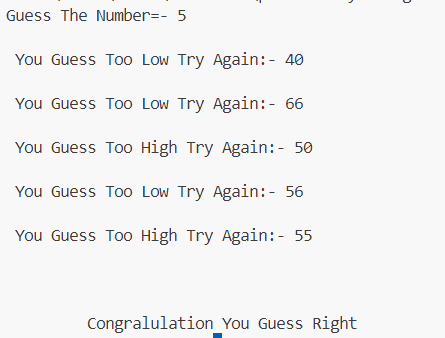 Guess The Number=- 5
You Guess Too Low Try Again:- 40
You Guess Too Low Try Again:- 66
You Guess Too High Try Again:- 50
You Guess Too Low Try Again:- 56
You Guess Too High Try Again:- 55
Congralulation You Guess Right